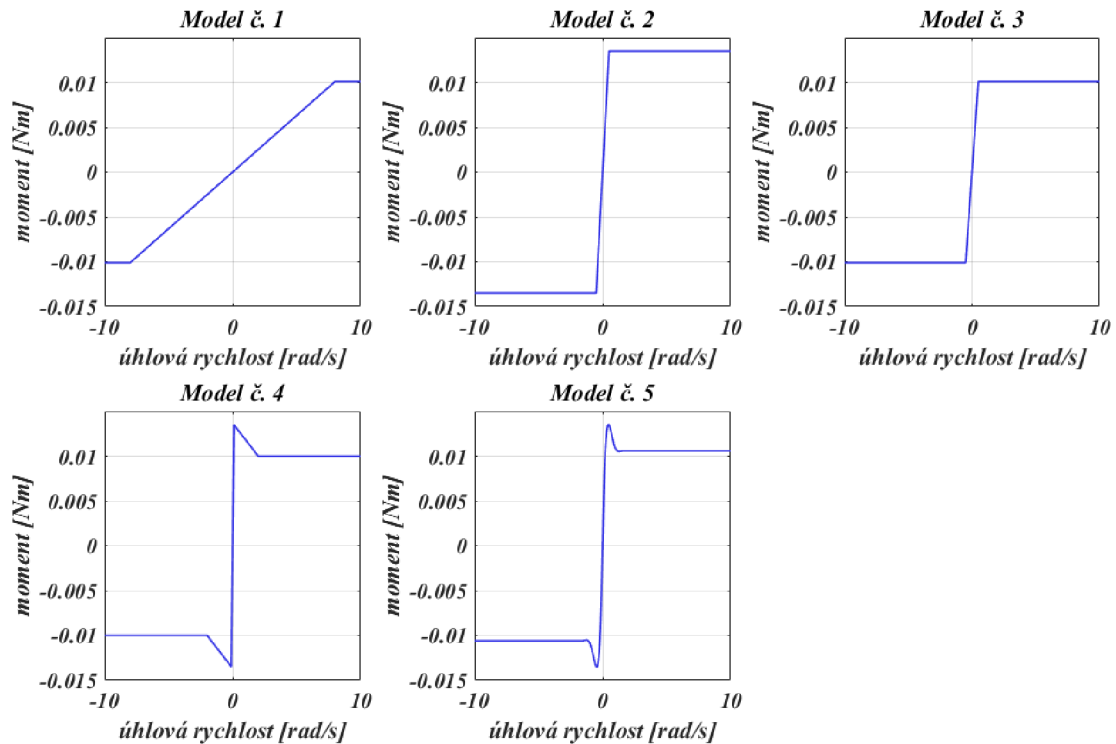 Model č. 1
moment [Nm]
0.01
0.005
0
-0.005
-0.01
-0.015
-10 0 10
úhlová rychlost [rad/s]
Model č. 2
moment [Nm]
0.01
0.005
0
-0.005
-0.01
-0.015
-10 0 10
úhlová rychlost [rad/s]
Model č. 3
moment [Nm]
0.01
0.005
0
-0.005
-0.01
-0.015
-10 0 10
úhlová rychlost [rad/s]
Model č. 4
moment [Nm]
0.01
0.005
0
-0.005
-0.01
-0.015
-10 0 10
úhlová rychlost [rad/s]
Model č. 5
moment [Nm]
0.01
0.005
0
-0.005
-0.01
-0.015
-10 0 10
úhlová rychlost [rad/s]